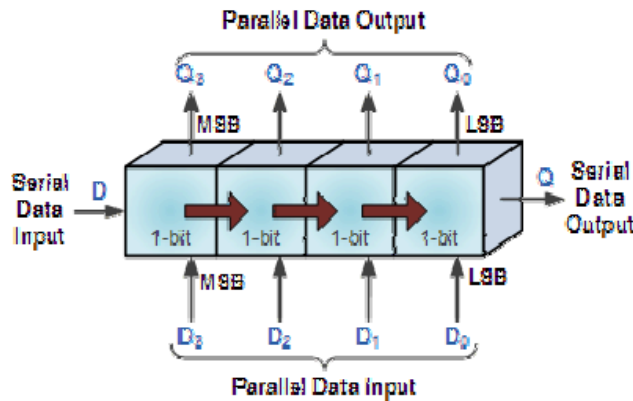 Parallel Data Output
Q3 Q2 Q1 Q0
MSB LSB
Serial
Data
Input
D
Q
Serial
Data
Output
1-bit 1-bit 1-bit 1-bit
MSB LSB
D3 D2 D1 D0
Parallel Data Input